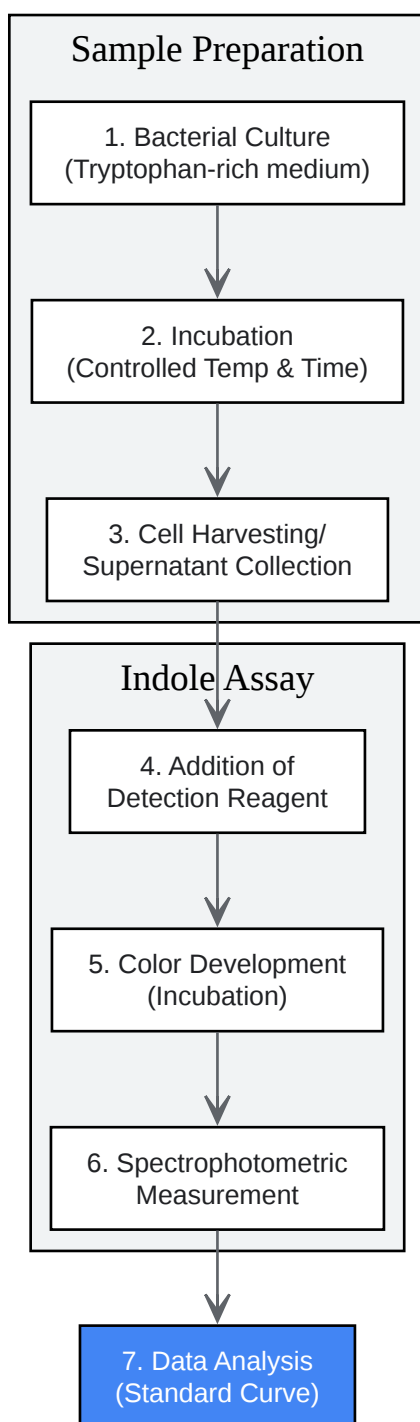 Sample Preparation
1. Bacterial Culture
(Tryptophan-rich medium)
2. Incubation
(Controlled Temp & Time)
3. Cell Harvesting/
Supernatant Collection
Indole Assay
4. Addition of
Detection Reagent
5. Color Development
(Incubation)
6. Spectrophotometric
Measurement
7. Data Analysis
(Standard Curve)